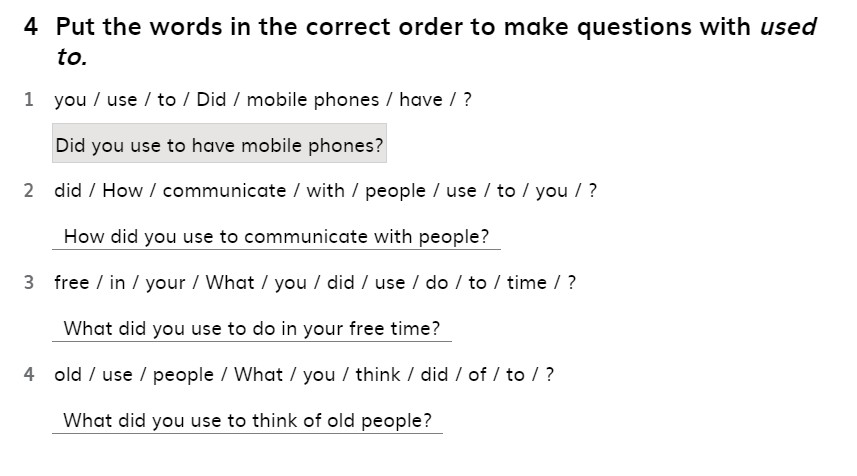 4 Put the words in the correct order to make questions with used
to.
1 you / use / to / Did / mobile phones / have / ?
Did you use to have mobile phones?
2 did / How / communicate / with / people / use / to / you / ?
How did you use to communicate with people?
3 free / in / your / What / you / did / use / do / to / time / ?
What did you use to do in your free time?
4 old / use / people / What / you / think / did / of / to / ?
What did you use to think of old people?